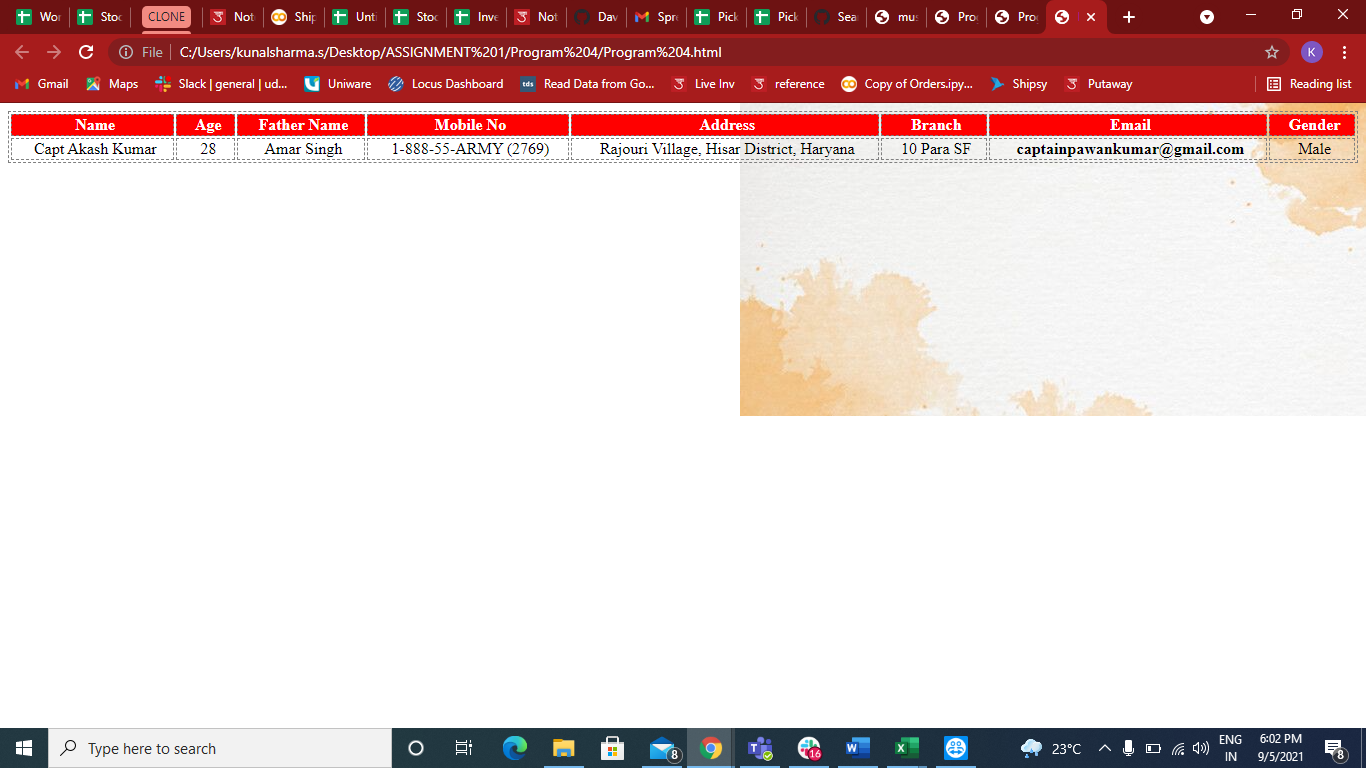 Wor Stoc CLONE Not Ship Unti Stoc Inve Not Dav Spre Pick Pick Sea mus Pro Pro
File C:/Users/kunalsharma.s/Desktop/ASSIGNMENT%201/Program%204/Program%204.html K
Gmail Maps Slack | general | ud... Uniware Locus Dashboard tds Read Data from Go... Live Inv reference Copy of Orders.ipy... Shipsy Putaway Reading list
Name Age Father Name Mobile No Address Branch Email Gender
Capt Akash Kumar 28 Amar Singh 1-888-55-ARMY (2769) Rajouri Village, Hisar District, Haryana 10 Para SF captainpawankumar@gmail.com Male
Type here to search 8 16 23°C ENG 6:02 PM
IN 9/5/2021 8